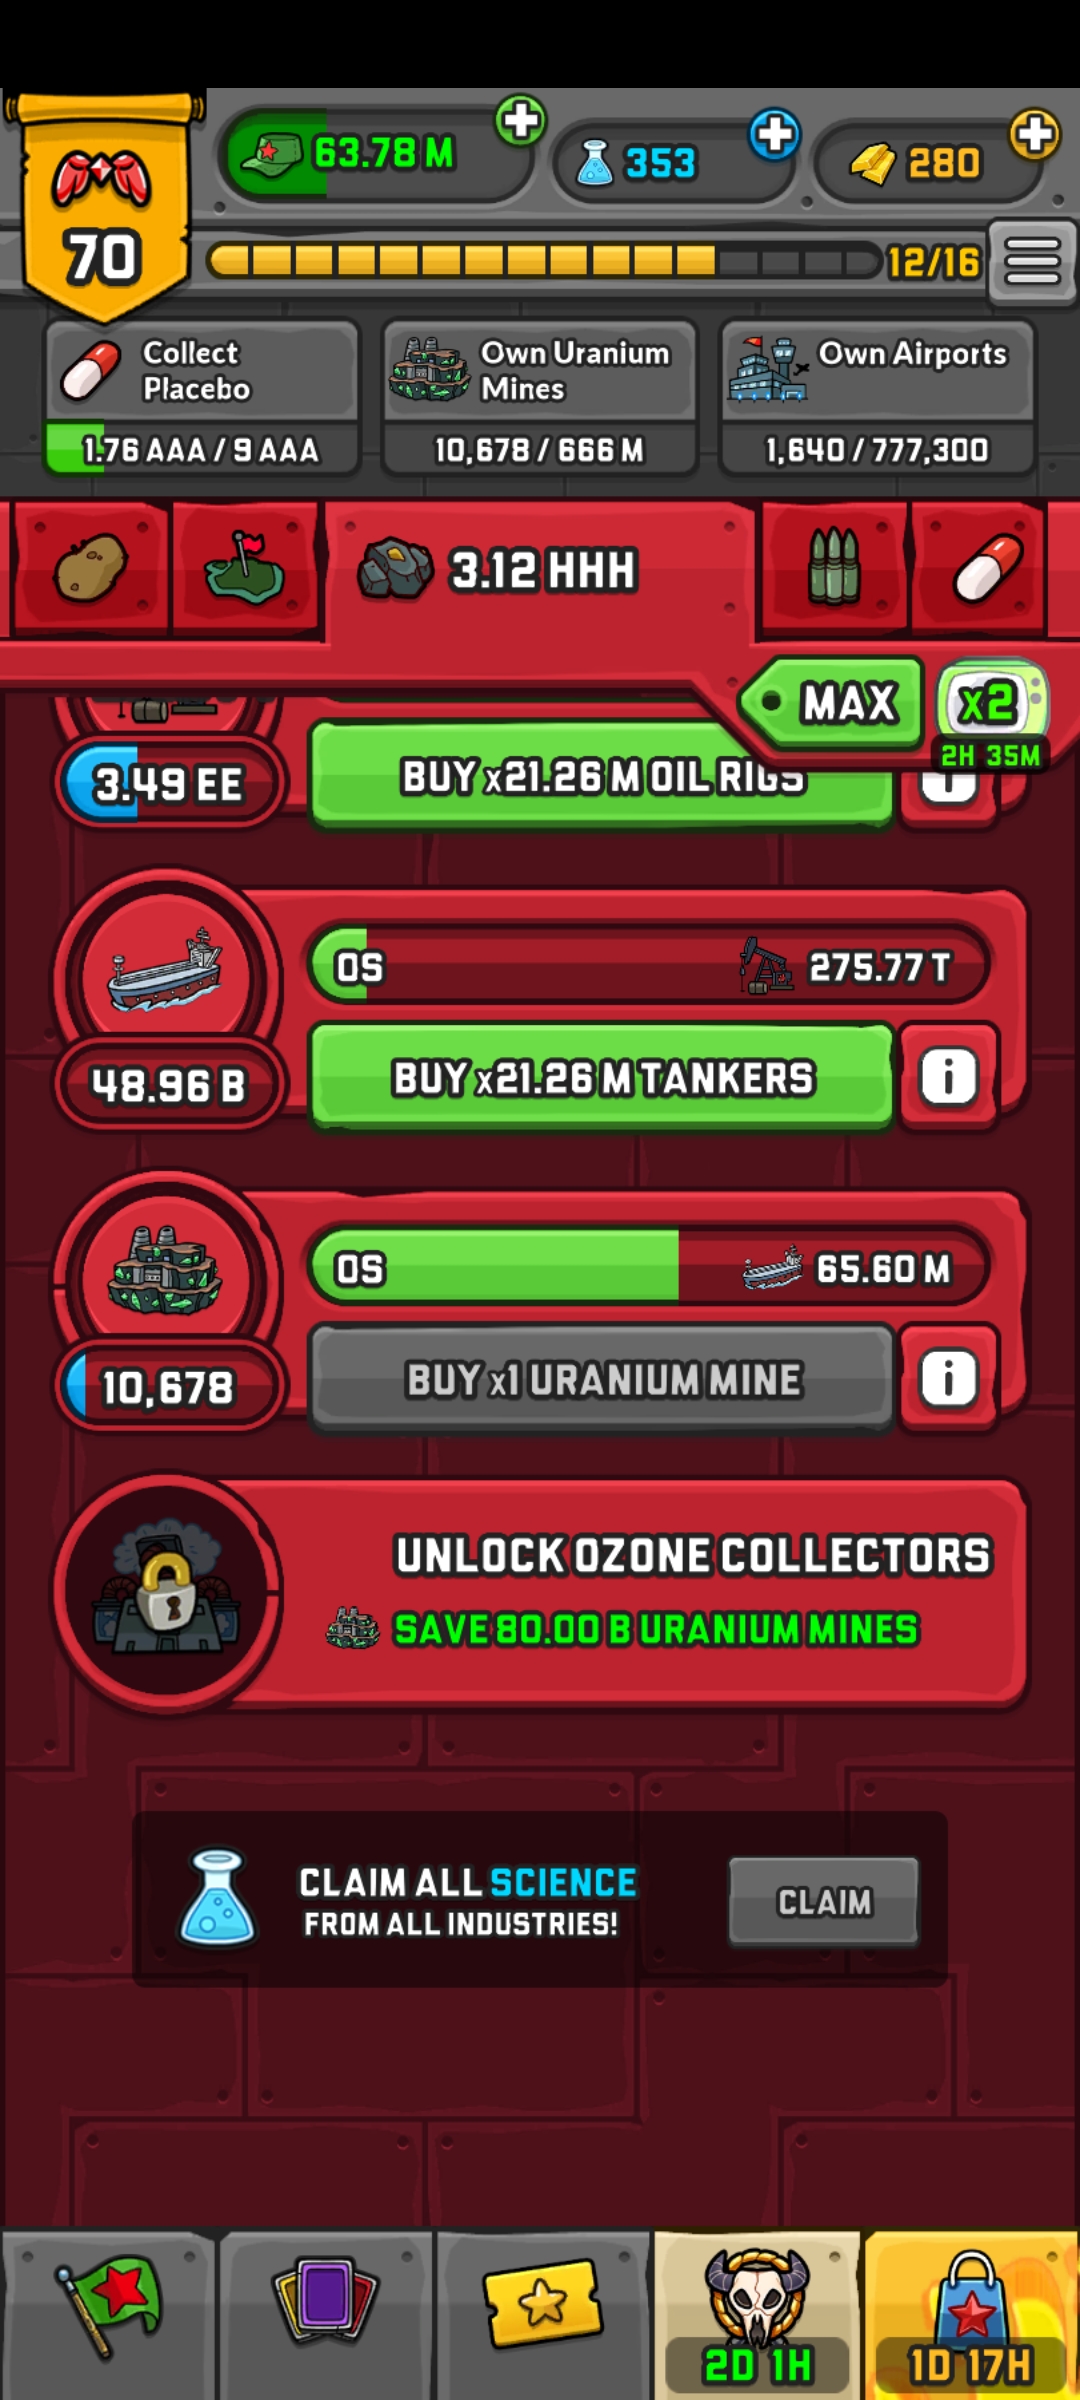 63.78 M
353
280
70
12/16
Collect
Placebo
Own Uranium
Mines
Own Airports
1.76 AAA / 9 AAA
10,678 / 666 M
1,640 / 777,300
3.12 HHH
MAX
x2
2H 35M
3.49 EE
BUY x21.26 M OIL RIGS
0S
275.77 T
48.96 B
BUY x21.26 M TANKERS
i
0S
65.60 M
10,678
BUY x1 URANIUM MINE
i
UNLOCK OZONE COLLECTORS
SAVE 80.00 B URANIUM MINES
CLAIM ALL SCIENCE
FROM ALL INDUSTRIES!
CLAIM
2D 1H
1D 17H